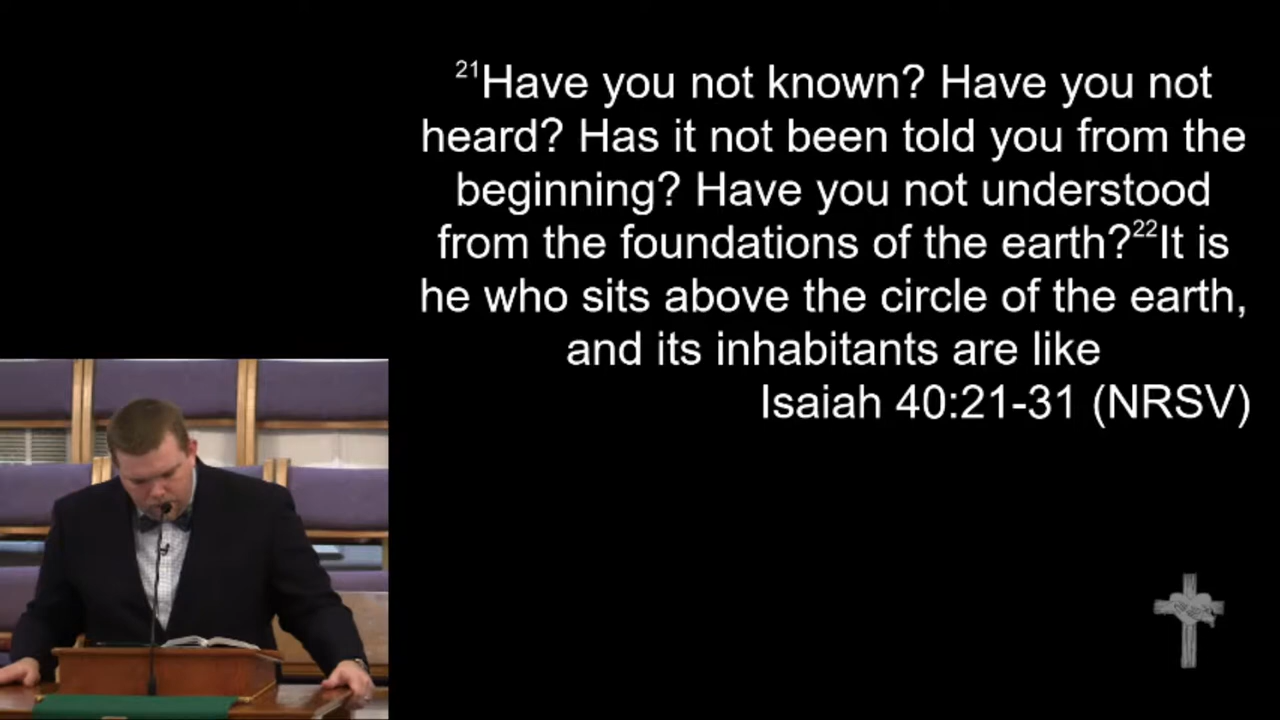 ²¹Have you not known? Have you not
heard? Has it not been told you from the
beginning? Have you not understood
from the foundations of the earth?²²It is
he who sits above the circle of the earth,
and its inhabitants are like
Isaiah 40:21-31 (NRSV)